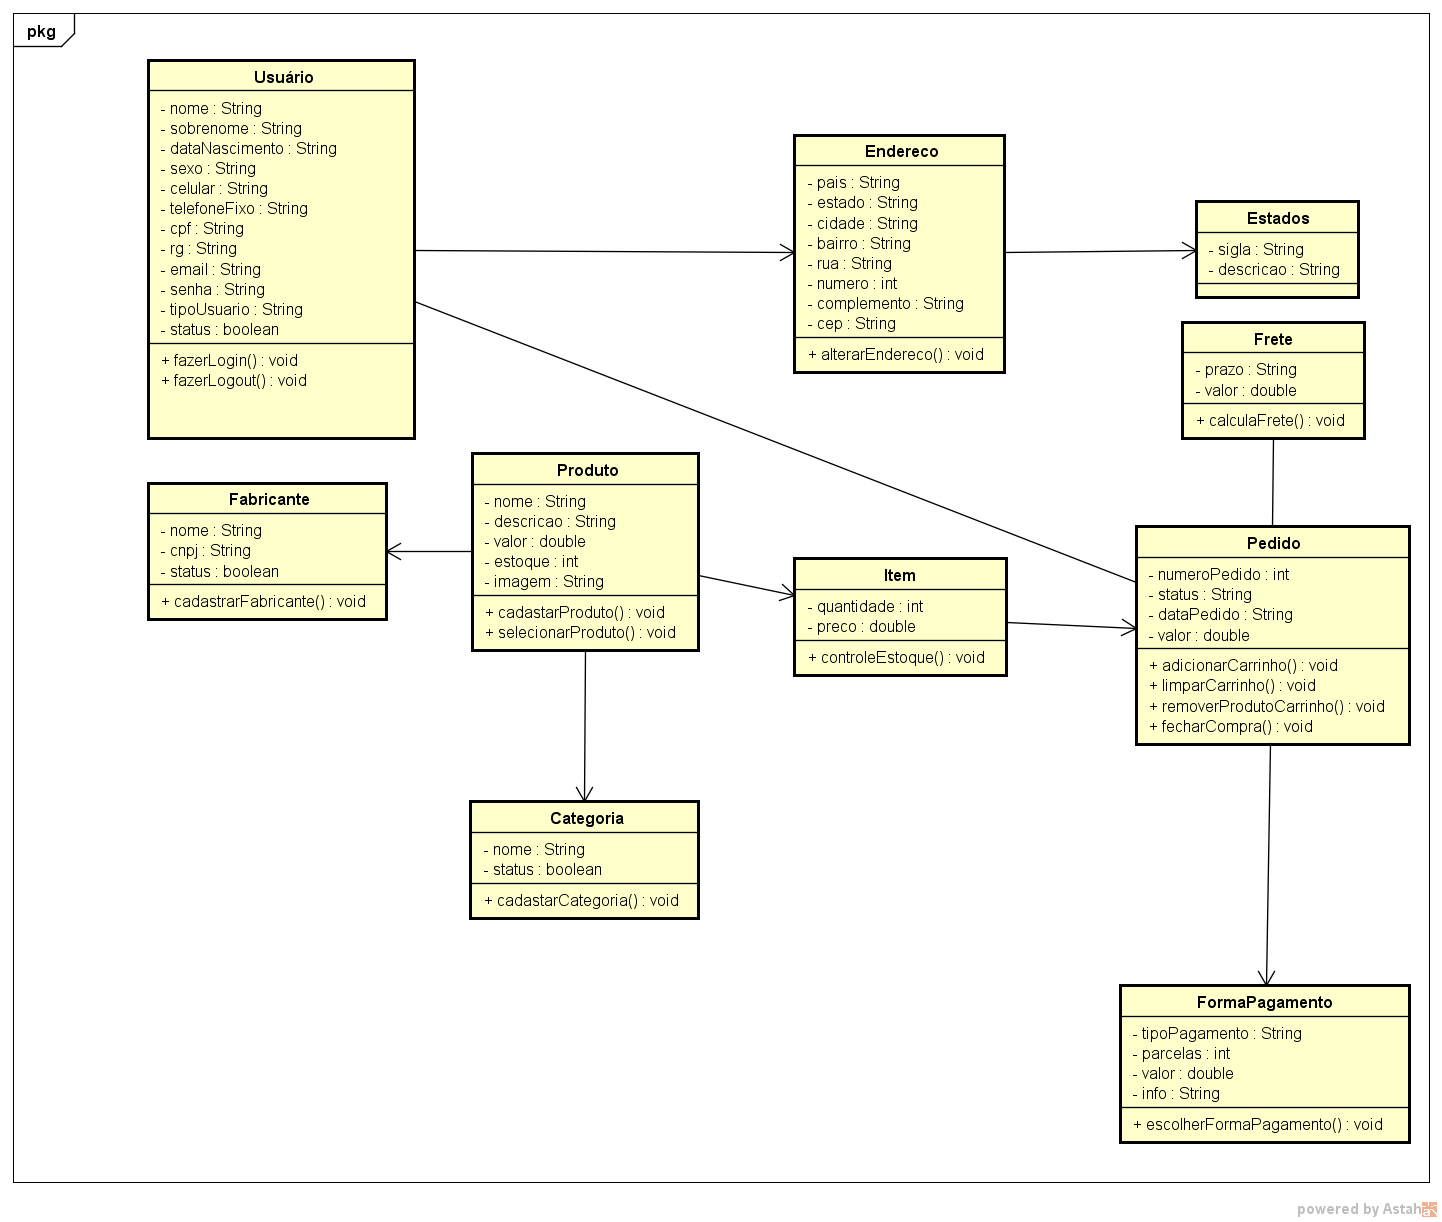 pkg
Usuário
- nome : String
- sobrenome : String
- dataNascimento : String
- sexo : String
- celular : String
- telefoneFixo : String
- cpf : String
- rg : String
- email : String
- senha : String
- tipoUsuario : String
- status : boolean
+ fazerLogin() : void
+ fazerLogout() : void
Endereco
- pais : String
- estado : String
- cidade : String
- bairro : String
- rua : String
- numero : int
- complemento : String
- cep : String
+ alterarEndereco() : void
Estados
- sigla : String
- descricao : String
Frete
- prazo : String
- valor : double
+ calculaFrete() : void
Fabricante
- nome : String
- cnpj : String
- status : boolean
+ cadastrarFabricante() : void
Produto
- nome : String
- descricao : String
- valor : double
- estoque : int
- imagem : String
+ cadastarProduto() : void
+ selecionarProduto() : void
Item
- quantidade : int
- preco : double
+ controleEstoque() : void
Pedido
- numeroPedido : int
- status : String
- dataPedido : String
- valor : double
+ adicionarCarrinho() : void
+ limparCarrinho() : void
+ removerProdutoCarrinho() : void
+ fecharCompra() : void
Categoria
- nome : String
- status : boolean
+ cadastarCategoria() : void
FormaPagamento
- tipoPagamento : String
- parcelas : int
- valor : double
- info : String
+ escolherFormaPagamento() : void
powered by Astah